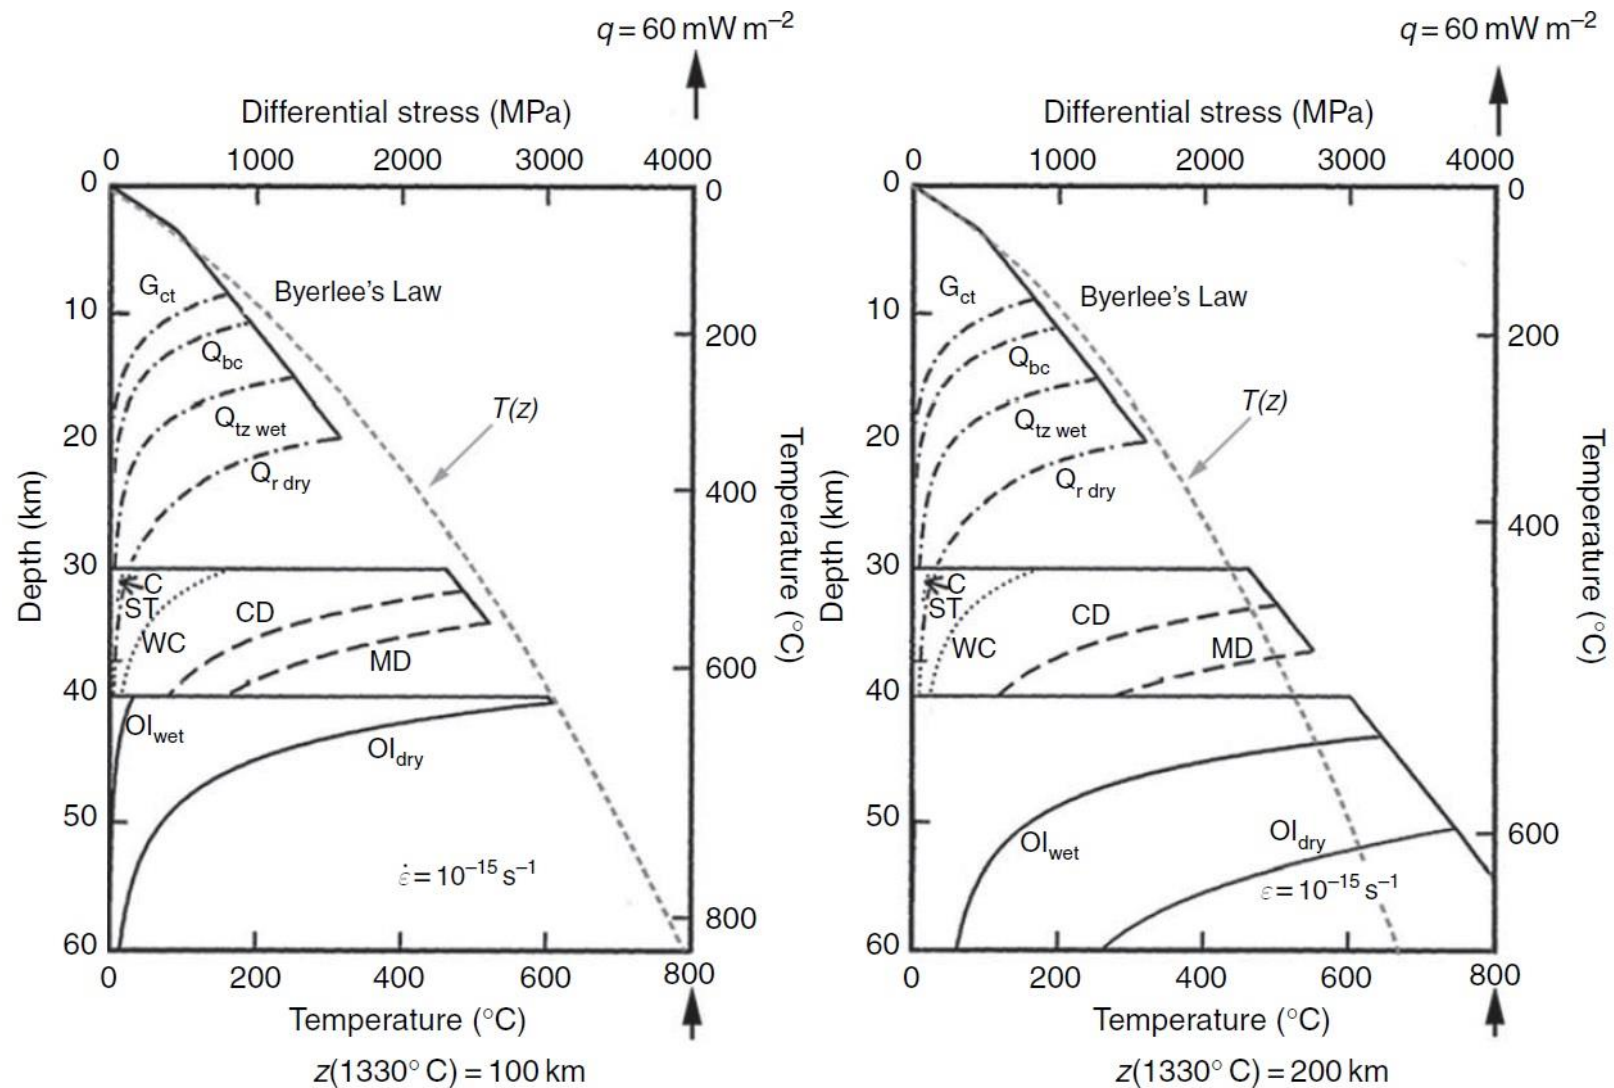 q = 60 mW m⁻²
Differential stress (MPa)
0 1000 2000 3000 4000
0 0
G_ct
Byerlee's Law
10
200
Q_bc
T(z)
Q_tz wet
20
Q_r dry
400
Depth (km)
Temperature (°C)
30
C
ST
CD
WC
MD
600
40
Ol_wet
Ol_dry
50
ε̇ = 10⁻¹⁵ s⁻¹
800
60
0 200 400 600 800
Temperature (°C)
z(1330° C) = 100 km
q = 60 mW m⁻²
Differential stress (MPa)
0 1000 2000 3000 4000
0 0
G_ct
Byerlee's Law
10
200
Q_bc
T(z)
Q_tz wet
20
Q_r dry
400
Depth (km)
Temperature (°C)
30
C
ST
CD
WC
MD
40
50
600
Ol_wet
Ol_dry
ε = 10⁻¹⁵ s⁻¹
60
0 200 400 600 800
Temperature (°C)
z(1330° C) = 200 km